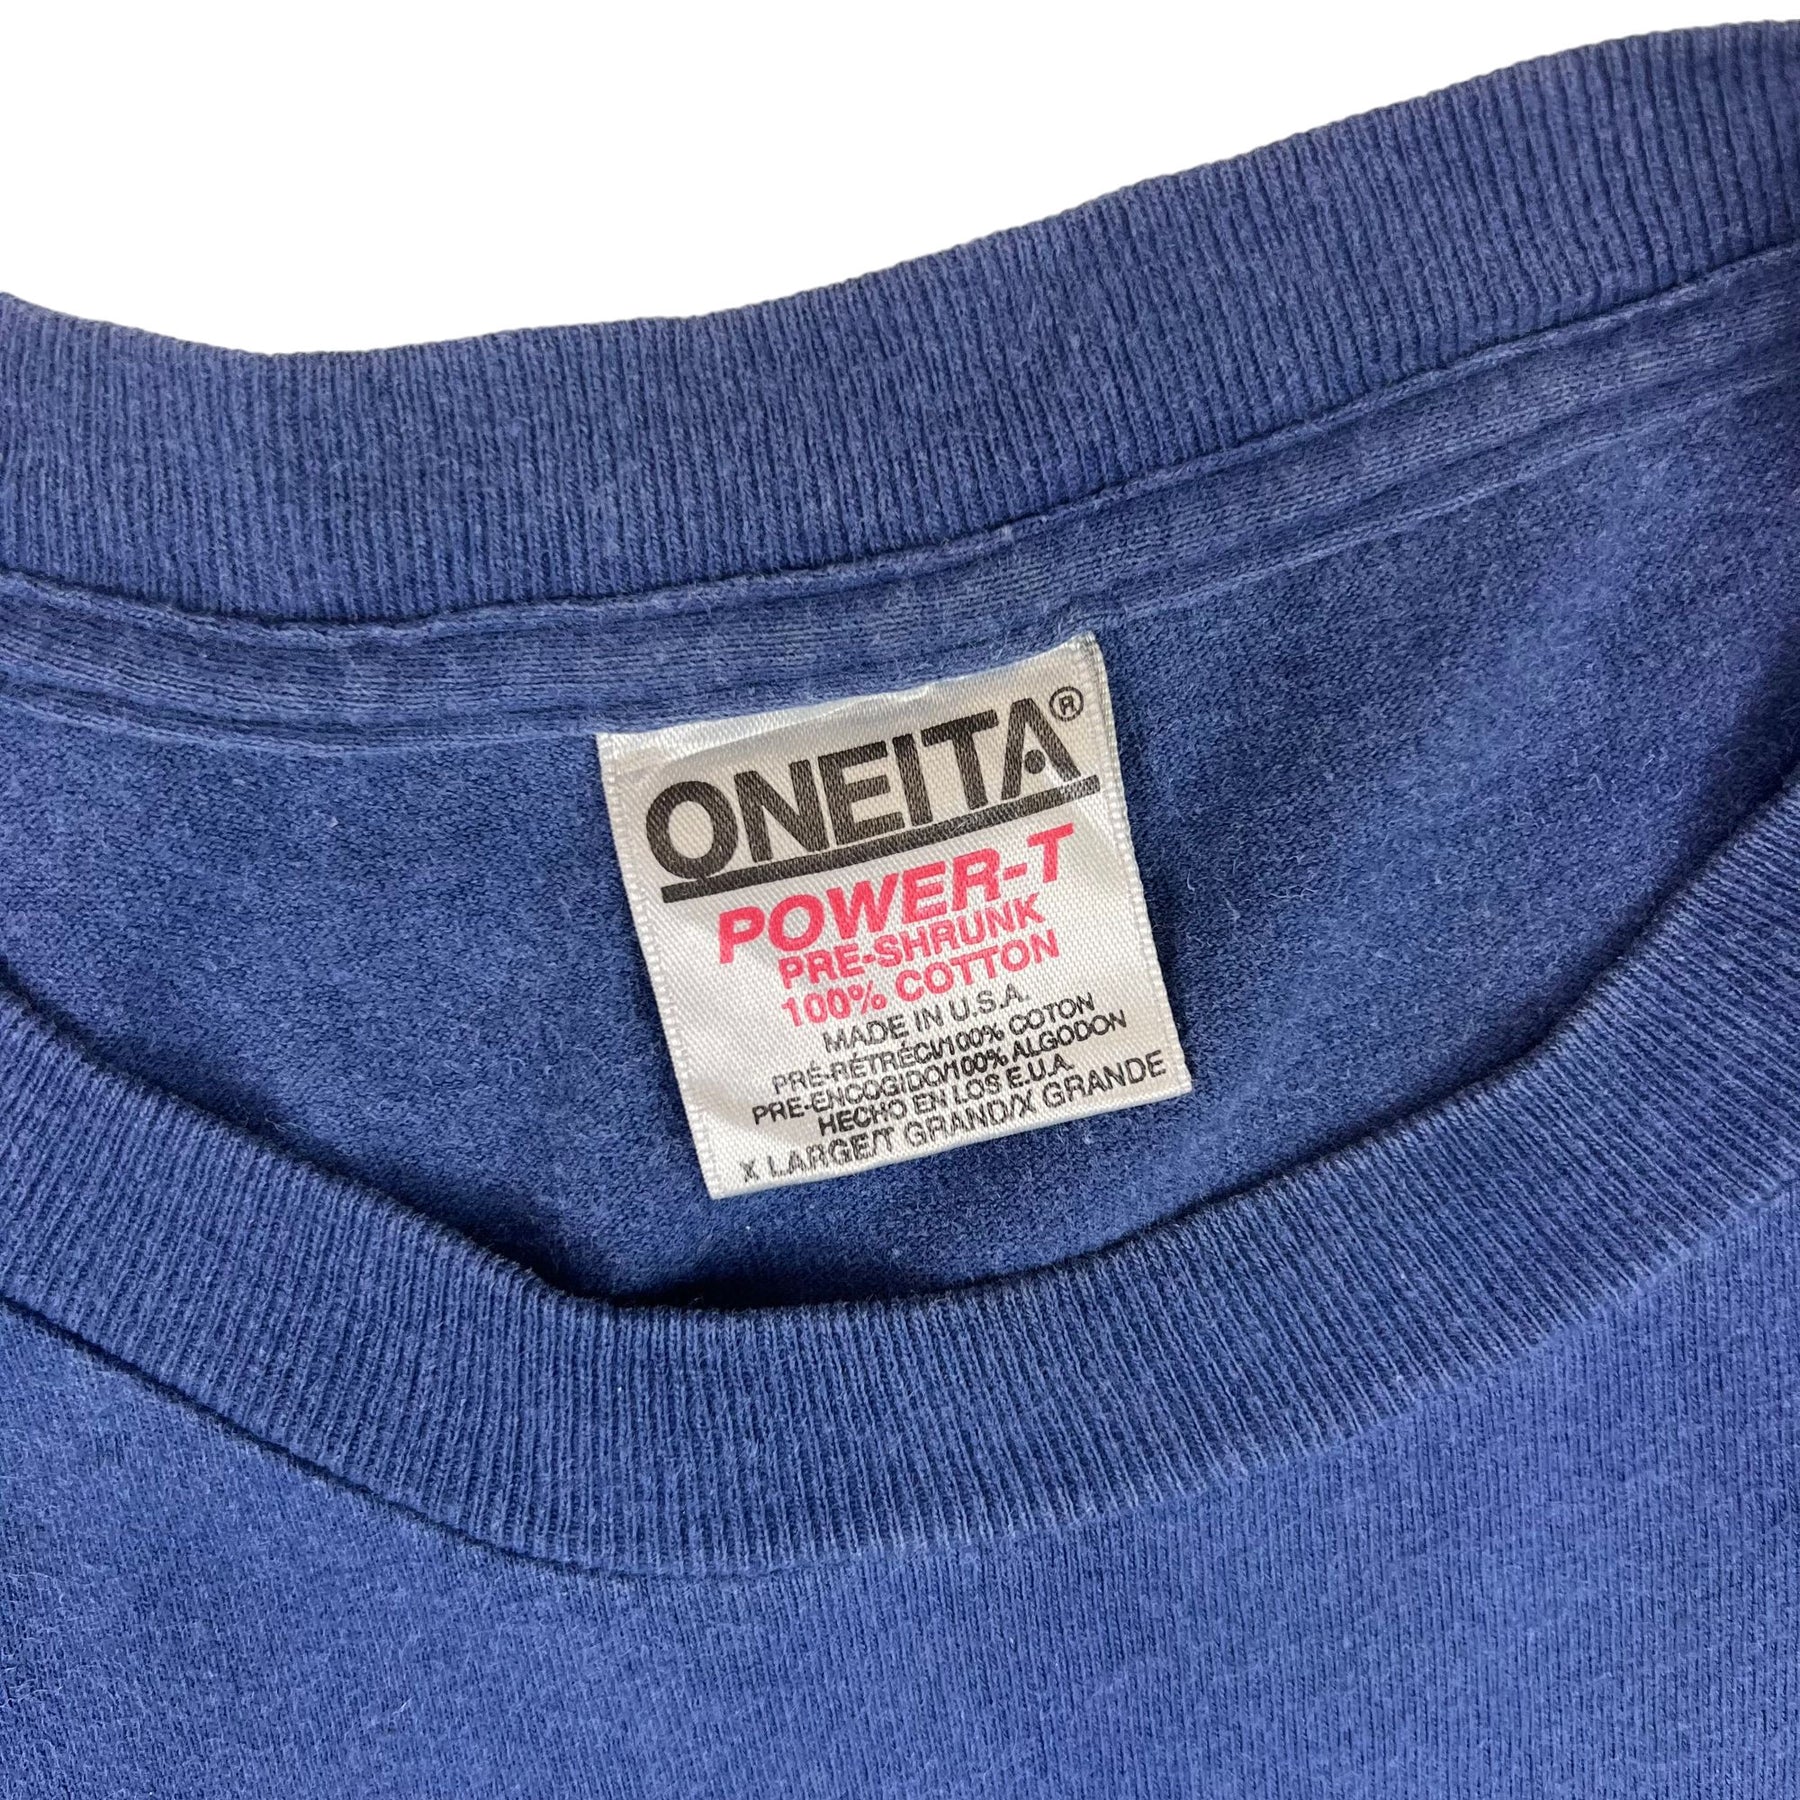 ONEITA®
POWER-T
PRE-SHRUNK
100% COTTON
MADE IN U.S.A.
PRÉ-RÉTRÉCI/100% COTON
PRE-ENCOGIDO/100% ALGODON
HECHO EN LOS E.U.A.
X LARGE/T GRAND/X GRANDE